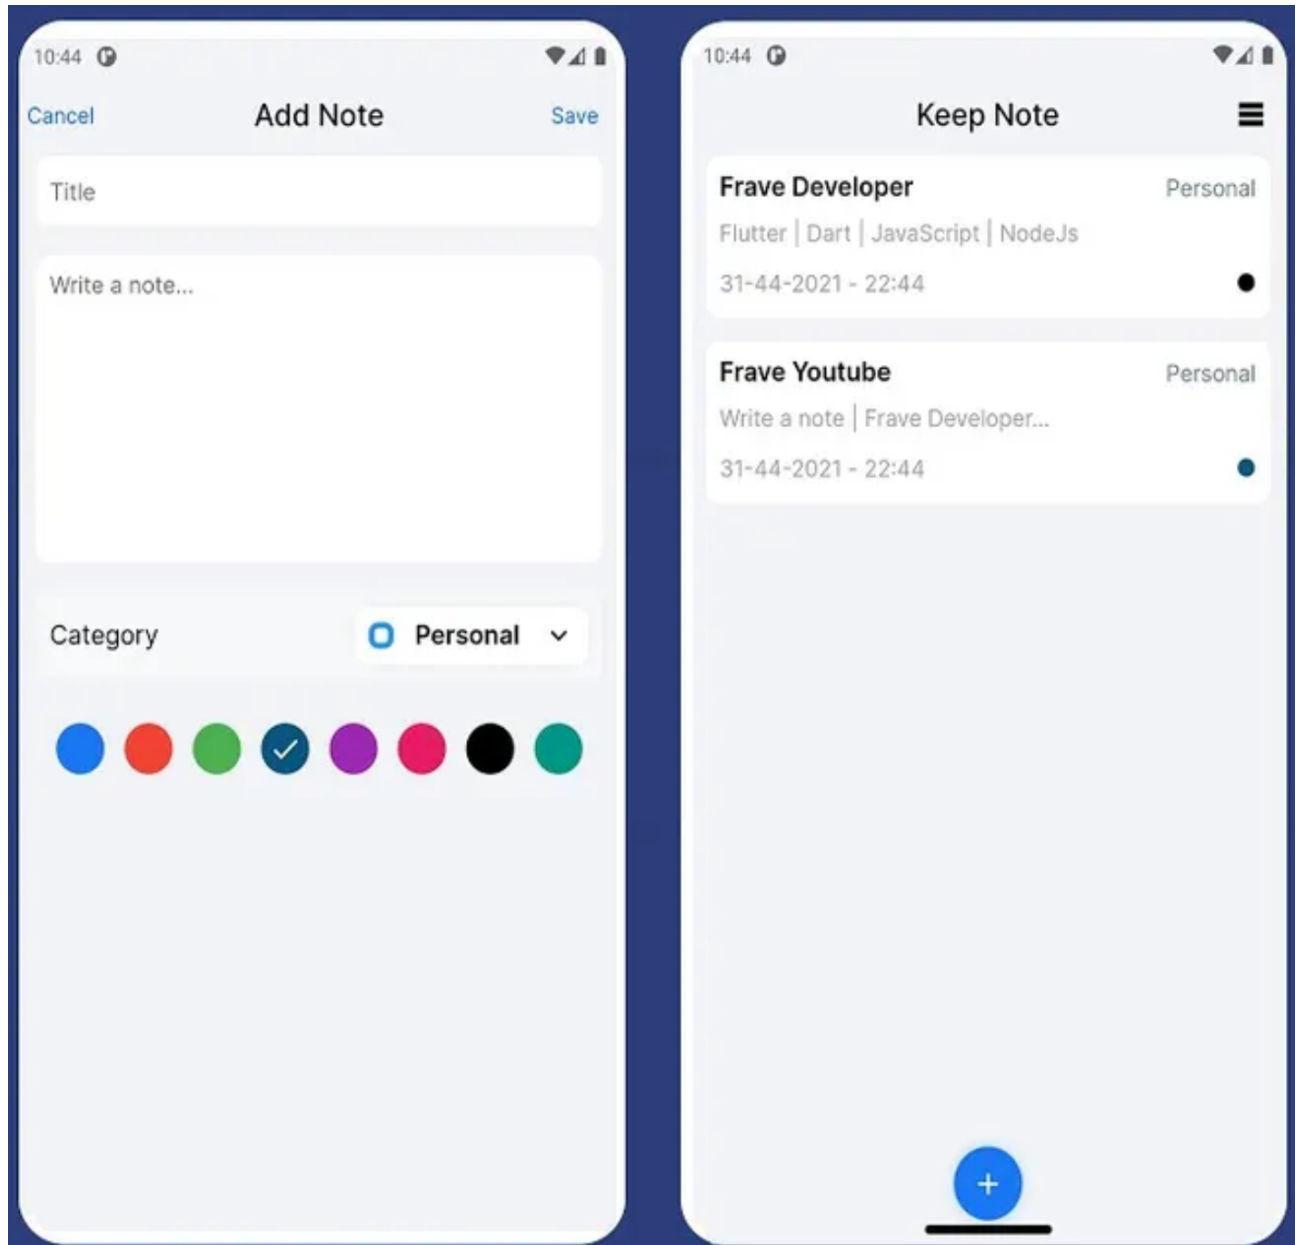 10:44
Cancel Add Note Save
Title
Write a note...
Category Personal
10:44
Keep Note
Frave Developer Personal
Flutter | Dart | JavaScript | NodeJs
31-44-2021 - 22:44
Frave Youtube Personal
Write a note | Frave Developer...
31-44-2021 - 22:44